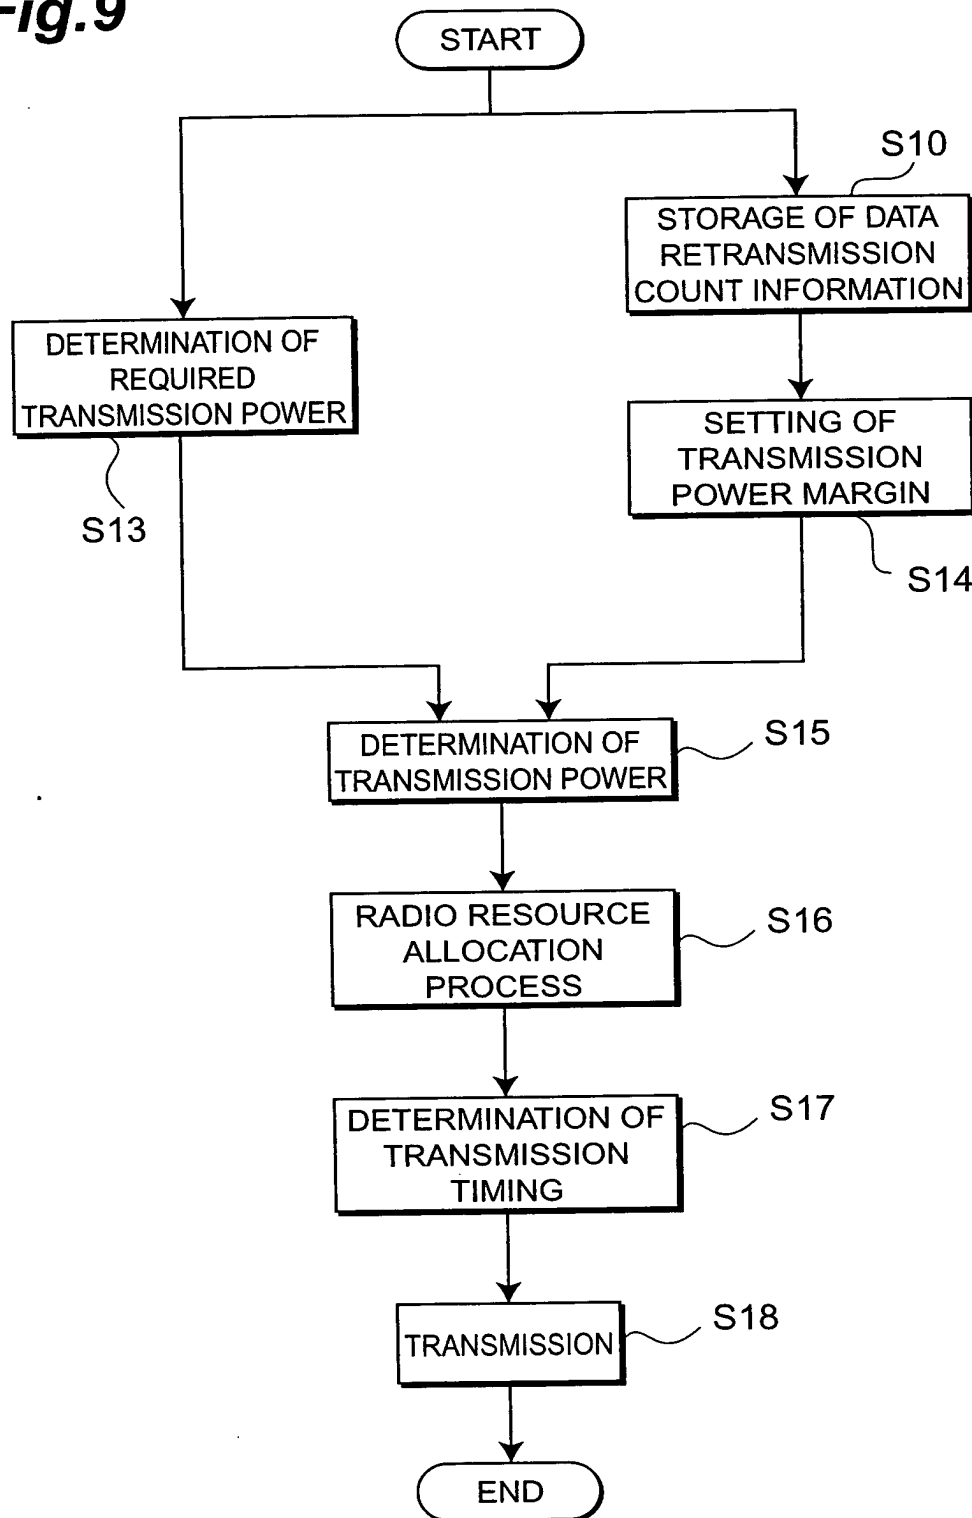 Fig.9
START
S10
STORAGE OF DATA
RETRANSMISSION
COUNT INFORMATION
DETERMINATION OF
REQUIRED
TRANSMISSION POWER
S13
SETTING OF
TRANSMISSION
POWER MARGIN
S14
DETERMINATION OF
TRANSMISSION POWER
S15
RADIO RESOURCE
ALLOCATION
PROCESS
S16
DETERMINATION OF
TRANSMISSION
TIMING
S17
TRANSMISSION
S18
END